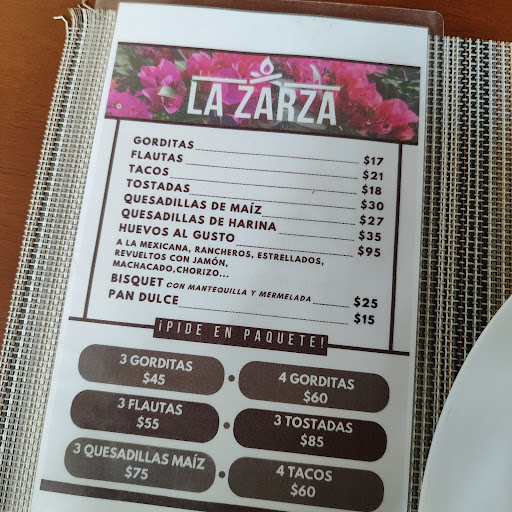 LA ZARZA
GORDITAS $17
FLAUTAS $21
TACOS $18
TOSTADAS $30
QUESADILLAS DE MAÍZ $27
QUESADILLAS DE HARINA $35
HUEVOS AL GUSTO $95
A LA MEXICANA, RANCHEROS, ESTRELLADOS,
REVUELTOS CON JAMÓN,
MACHACADO,CHORIZO...
BISQUET CON MANTEQUILLA Y MERMELADA $25
PAN DULCE $15
¡PIDE EN PAQUETE!
3 GORDITAS
$45
4 GORDITAS
$60
3 FLAUTAS
$55
3 TOSTADAS
$85
3 QUESADILLAS MAÍZ
$75
4 TACOS
$60